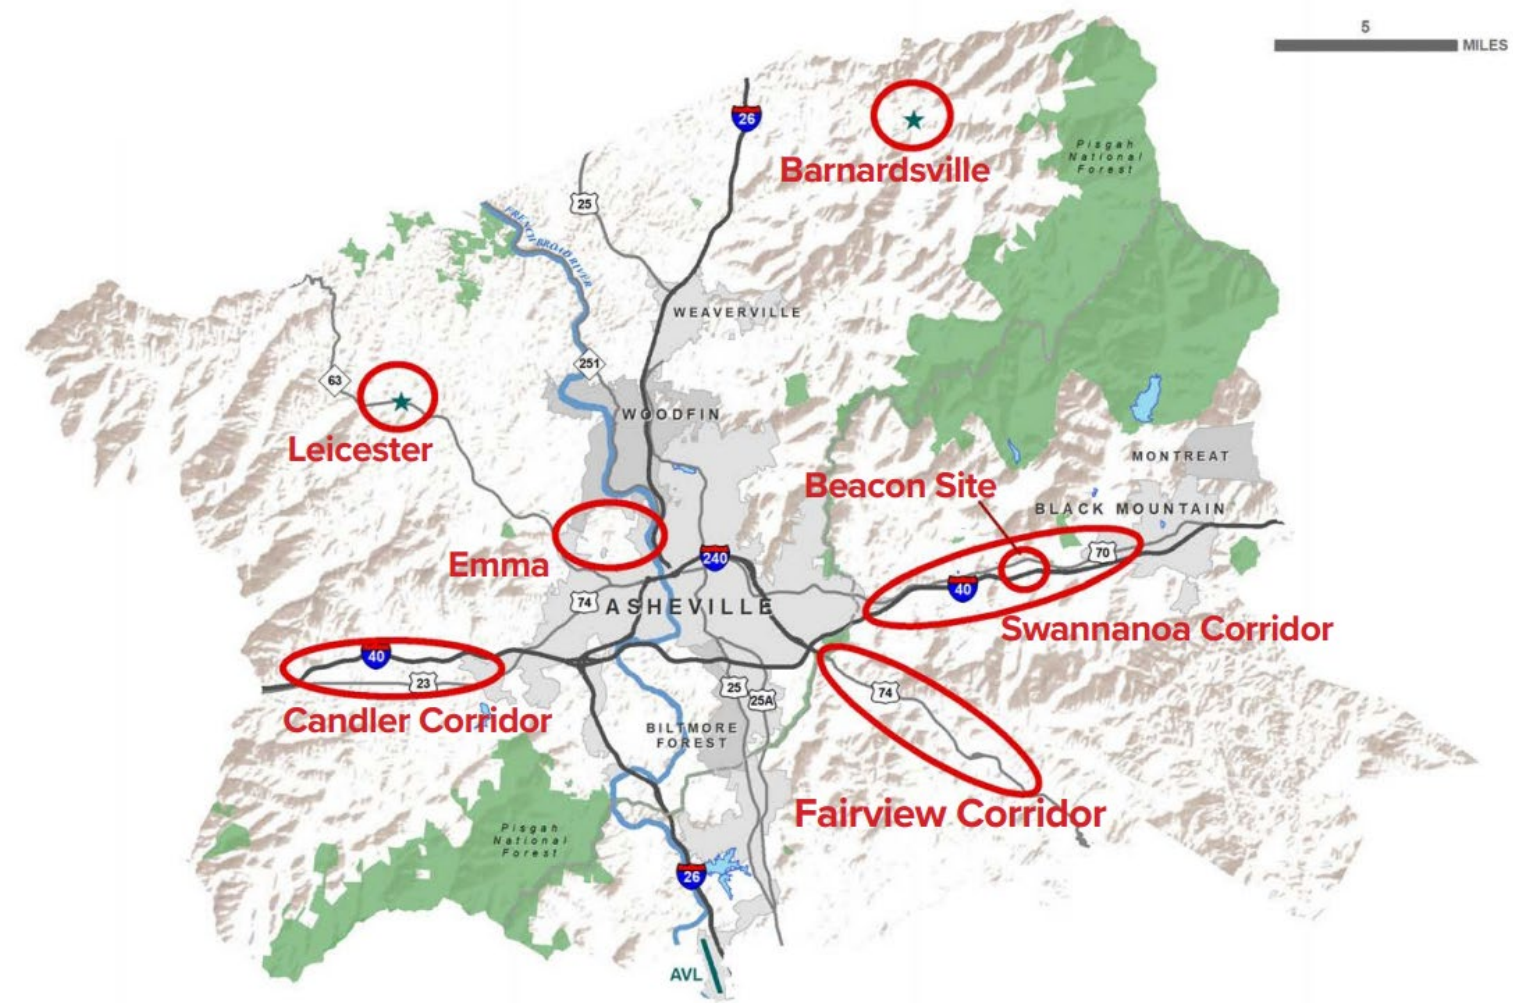 5
MILES
26
Barnardsville
Pisgah
National
Forest
25
FRENCH BROAD RIVER
WEAVERVILLE
251
63
WOODFIN
Leicester
MONTREAT
Beacon Site
BLACK MOUNTAIN
Emma
240
70
40
74
ASHEVILLE
Swannanoa Corridor
40
23
25
25A
74
Candler Corridor
BILTMORE
FOREST
Fairview Corridor
Pisgah
National
Forest
26
AVL